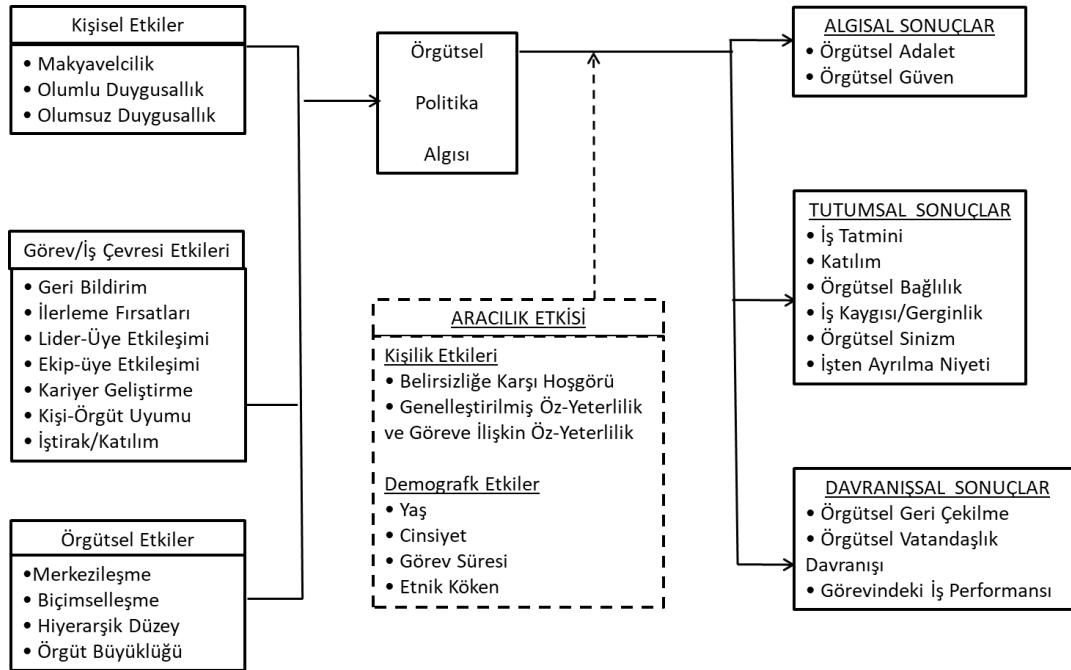 Kişisel Etkiler
• Makyavelcilik
• Olumlu Duygusallık
• Olumsuz Duygusallık
Görev/İş Çevresi Etkileri
• Geri Bildirim
• İlerleme Fırsatları
• Lider-Üye Etkileşimi
• Ekip-üye Etkileşimi
• Kariyer Geliştirme
• Kişi-Örgüt Uyumu
• İştirak/Katılım
Örgütsel Etkiler
•Merkezileşme
• Biçimselleşme
• Hiyerarşik Düzey
• Örgüt Büyüklüğü
Örgütsel
Politika
Algısı
ARACILIK ETKİSİ
Kişilik Etkileri
• Belirsizliğe Karşı Hoşgörü
• Genelleştirilmiş Öz-Yeterlilik
ve Göreve İlişkin Öz-Yeterlilik
Demografk Etkiler
• Yaş
• Cinsiyet
• Görev Süresi
• Etnik Köken
ALGISAL SONUÇLAR
• Örgütsel Adalet
• Örgütsel Güven
TUTUMSAL SONUÇLAR
• İş Tatmini
• Katılım
• Örgütsel Bağlılık
• İş Kaygısı/Gerginlik
• Örgütsel Sinizm
• İşten Ayrılma Niyeti
DAVRANIŞSAL SONUÇLAR
• Örgütsel Geri Çekilme
• Örgütsel Vatandaşlık
Davranışı
• Görevindeki İş Performansı